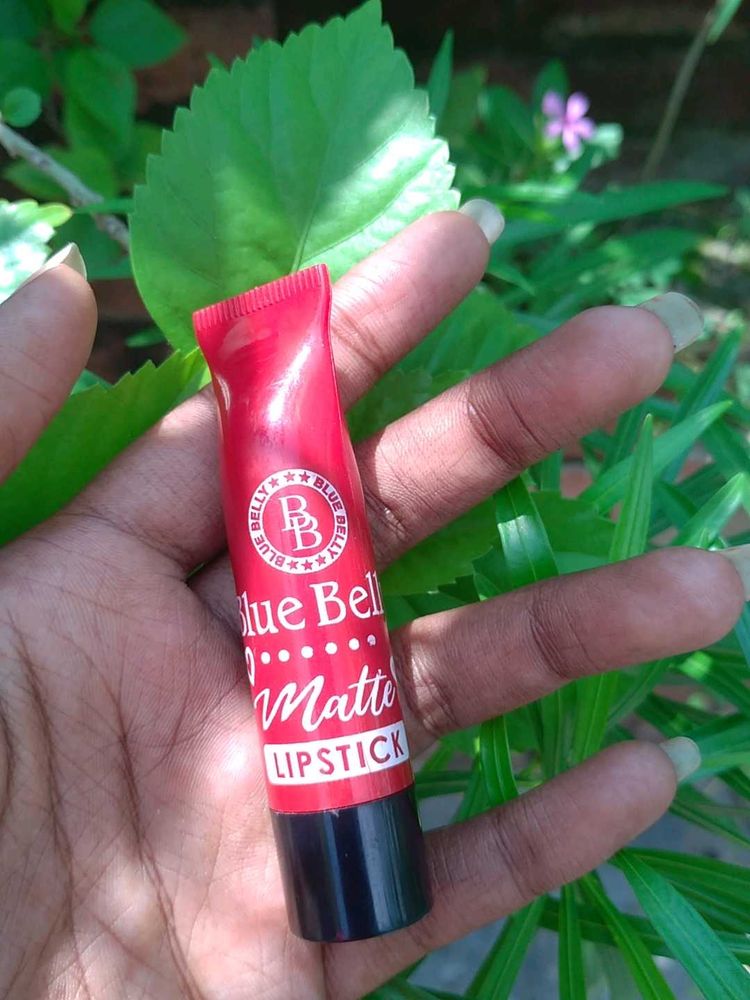 BLUE BELLY ★★★ BLUE BELLY ★★★
BB
Blue Bell
Matte
LIPSTICK